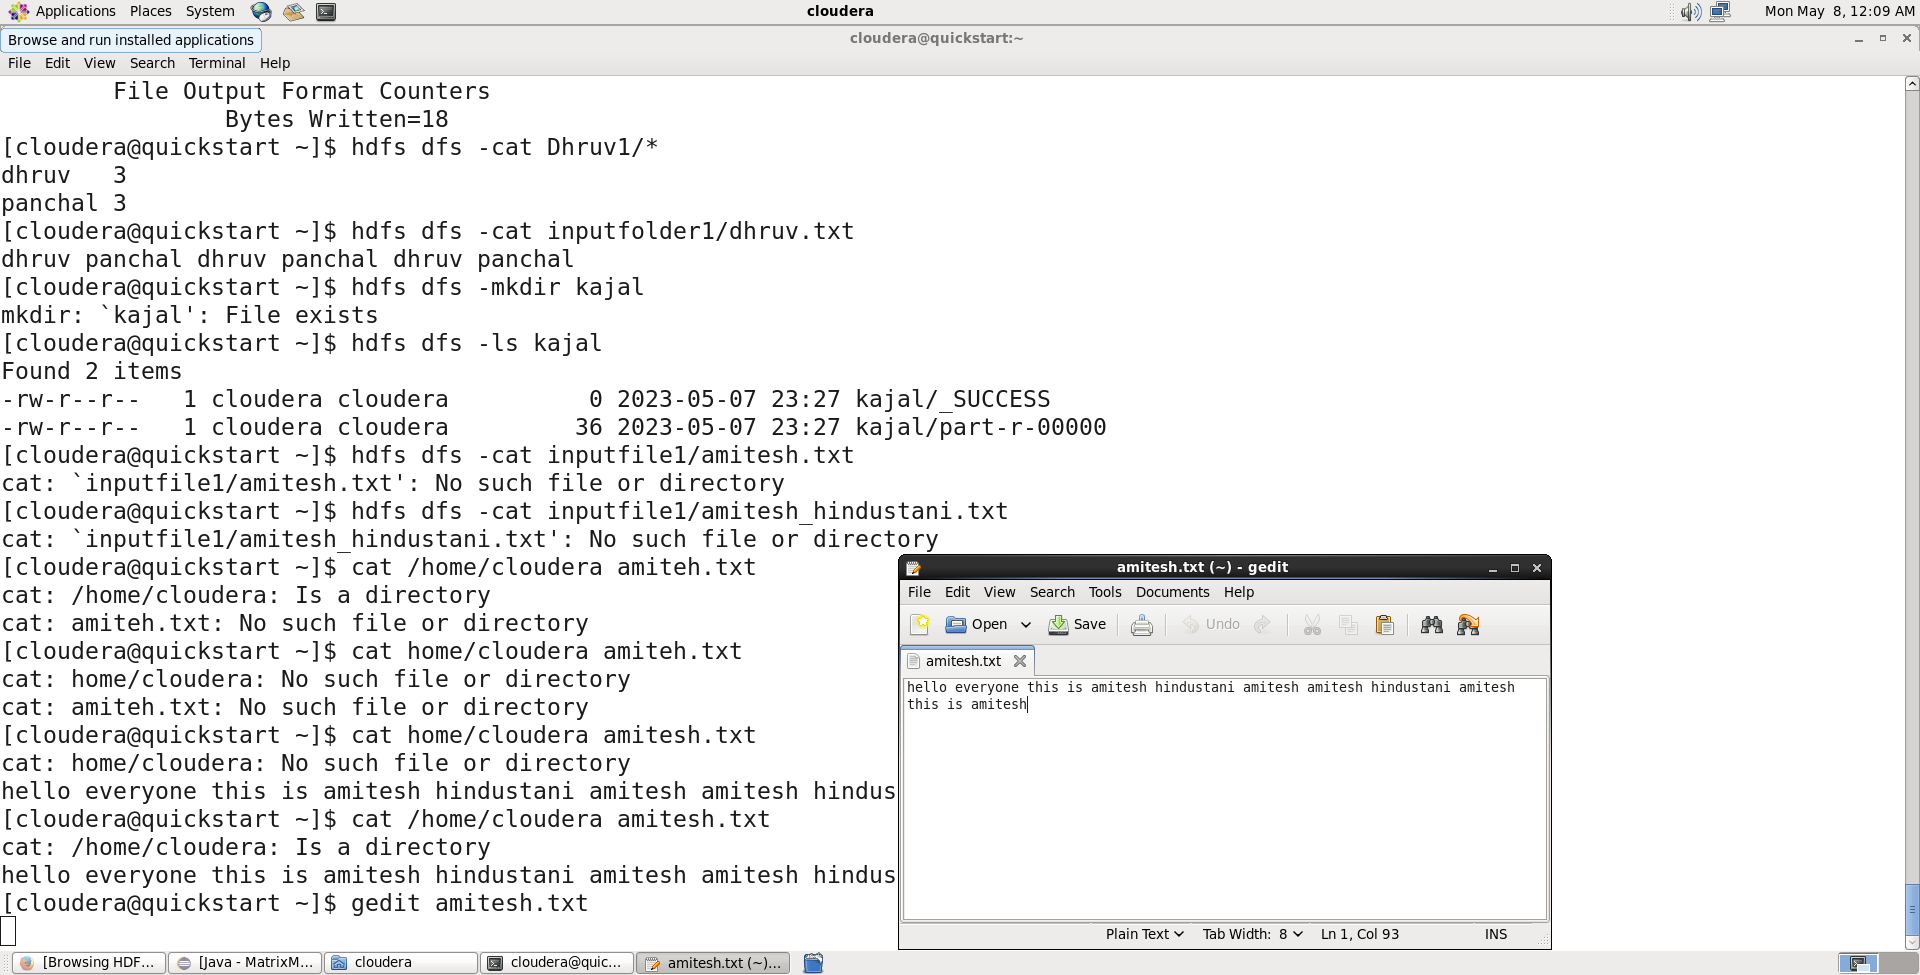 Applications Places System
cloudera
Mon May 8, 12:09 AM
Browse and run installed applications
cloudera@quickstart:~
File Edit View Search Terminal Help
File Output Format Counters
Bytes Written=18
[cloudera@quickstart ~]$ hdfs dfs -cat Dhruv1/*
dhruv 3
panchal 3
[cloudera@quickstart ~]$ hdfs dfs -cat inputfolder1/dhruv.txt
dhruv panchal dhruv panchal dhruv panchal
[cloudera@quickstart ~]$ hdfs dfs -mkdir kajal
mkdir: `kajal': File exists
[cloudera@quickstart ~]$ hdfs dfs -ls kajal
Found 2 items
-rw-r--r-- 1 cloudera cloudera 0 2023-05-07 23:27 kajal/_SUCCESS
-rw-r--r-- 1 cloudera cloudera 36 2023-05-07 23:27 kajal/part-r-00000
[cloudera@quickstart ~]$ hdfs dfs -cat inputfile1/amitesh.txt
cat: `inputfile1/amitesh.txt': No such file or directory
[cloudera@quickstart ~]$ hdfs dfs -cat inputfile1/amitesh_hindustani.txt
cat: `inputfile1/amitesh_hindustani.txt': No such file or directory
[cloudera@quickstart ~]$ cat /home/cloudera amiteh.txt
cat: /home/cloudera: Is a directory
cat: amiteh.txt: No such file or directory
[cloudera@quickstart ~]$ cat home/cloudera amiteh.txt
cat: home/cloudera: No such file or directory
cat: amiteh.txt: No such file or directory
[cloudera@quickstart ~]$ cat home/cloudera amitesh.txt
cat: home/cloudera: No such file or directory
hello everyone this is amitesh hindustani amitesh amitesh hindus
[cloudera@quickstart ~]$ cat /home/cloudera amitesh.txt
cat: /home/cloudera: Is a directory
hello everyone this is amitesh hindustani amitesh amitesh hindus
[cloudera@quickstart ~]$ gedit amitesh.txt
amitesh.txt (~) - gedit
File Edit View Search Tools Documents Help
Open Save Undo
amitesh.txt
hello everyone this is amitesh hindustani amitesh amitesh hindustani amitesh
this is amitesh
Plain Text Tab Width: 8 Ln 1, Col 93 INS
[Browsing HDF... [Java - MatrixM... cloudera cloudera@quic... amitesh.txt (~)...